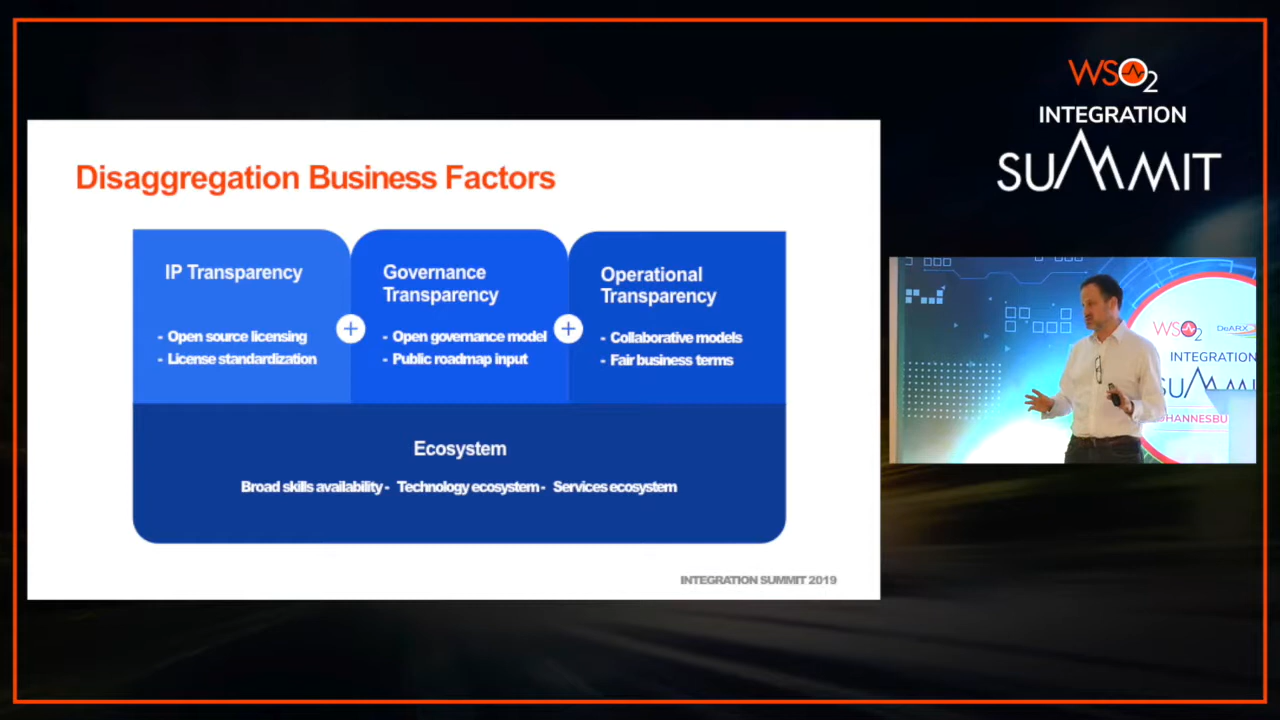 WSO2
INTEGRATION
SUMMIT
Disaggregation Business Factors
IP Transparency
- Open source licensing
- License standardization
+
Governance
Transparency
- Open governance model
- Public roadmap input
+
Operational
Transparency
- Collaborative models
- Fair business terms
Ecosystem
Broad skills availability - Technology ecosystem - Services ecosystem
INTEGRATION SUMMIT 2019
WSO2
INTEGRATION